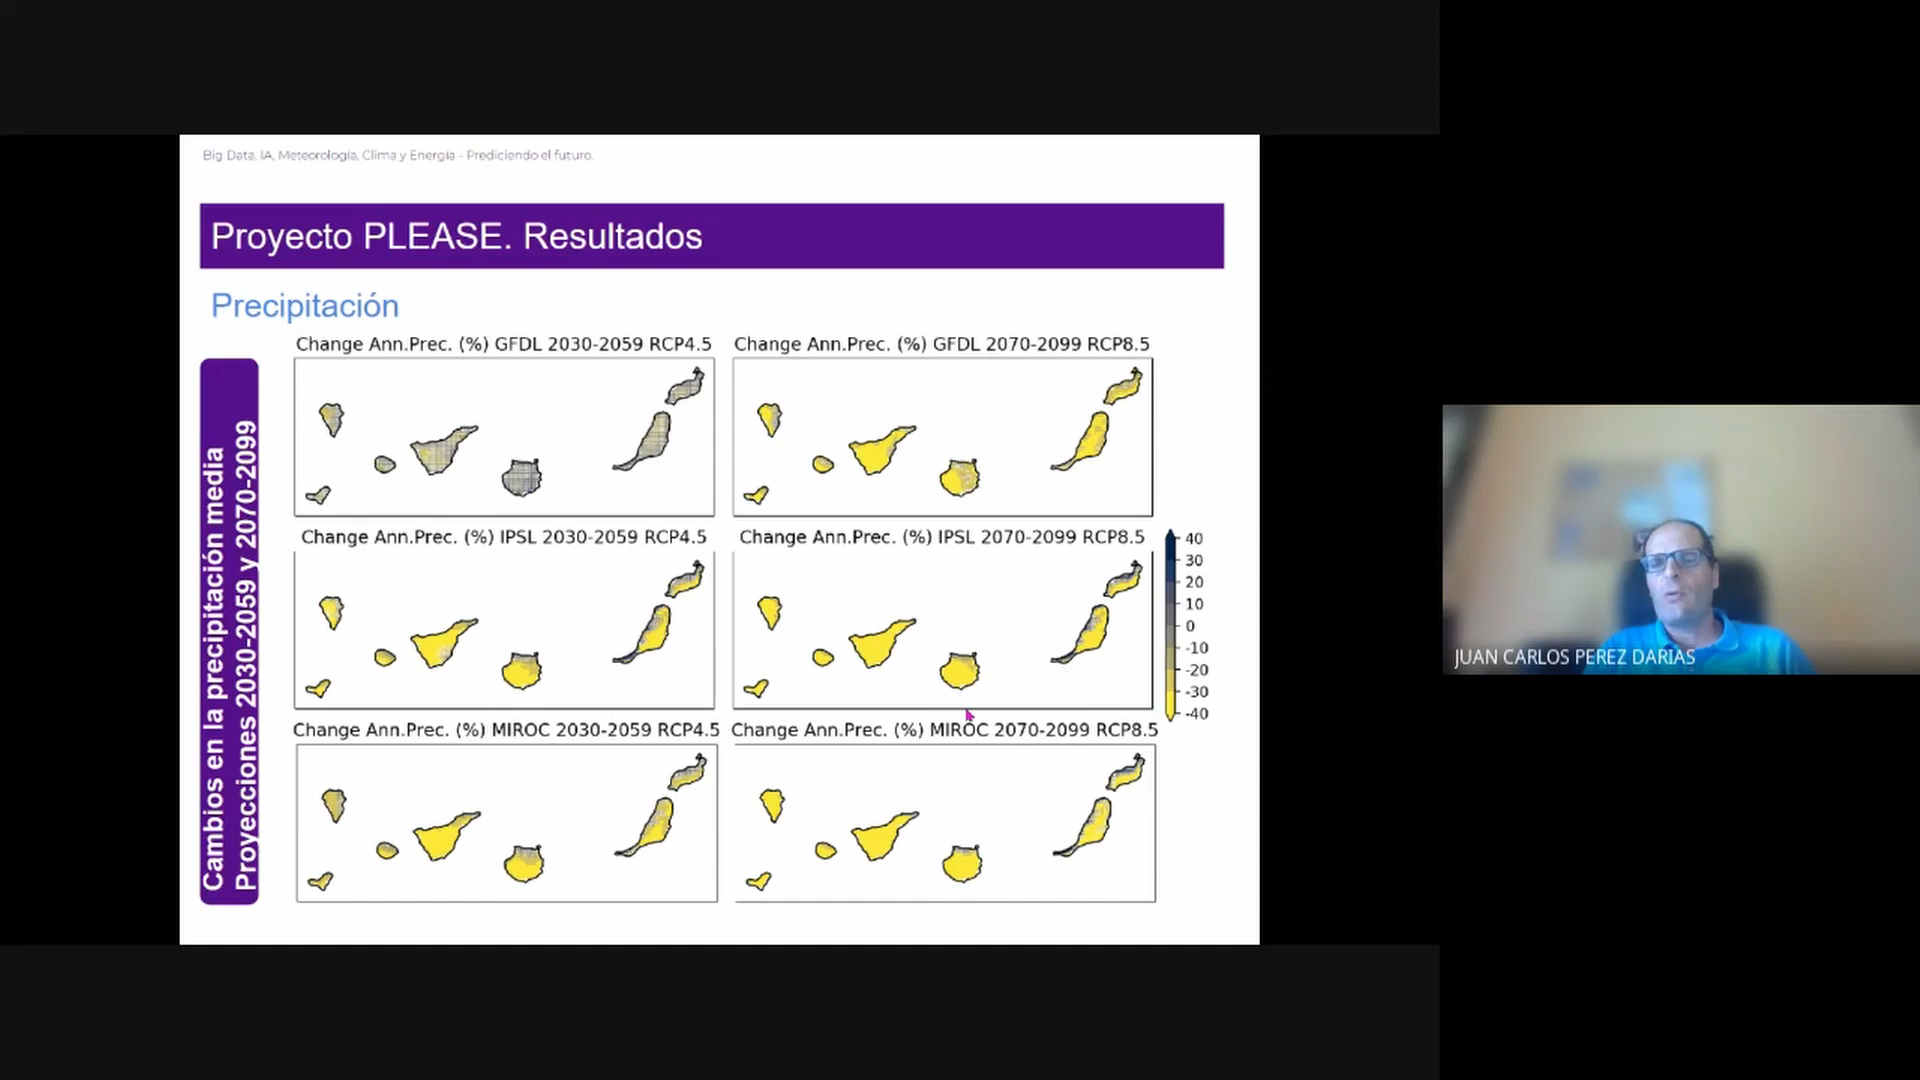 Big Data, IA, Meteorología, Clima y Energía - Prediciendo el futuro.
Proyecto PLEASE. Resultados
Precipitación
Cambios en la precipitación media
Proyecciones 2030-2059 y 2070-2099
Change Ann.Prec. (%) GFDL 2030-2059 RCP4.5
Change Ann.Prec. (%) GFDL 2070-2099 RCP8.5
Change Ann.Prec. (%) IPSL 2030-2059 RCP4.5
Change Ann.Prec. (%) IPSL 2070-2099 RCP8.5
40
30
20
10
0
-10
-20
-30
-40
Change Ann.Prec. (%) MIROC 2030-2059 RCP4.5
Change Ann.Prec. (%) MIROC 2070-2099 RCP8.5
JUAN CARLOS PEREZ DARIAS